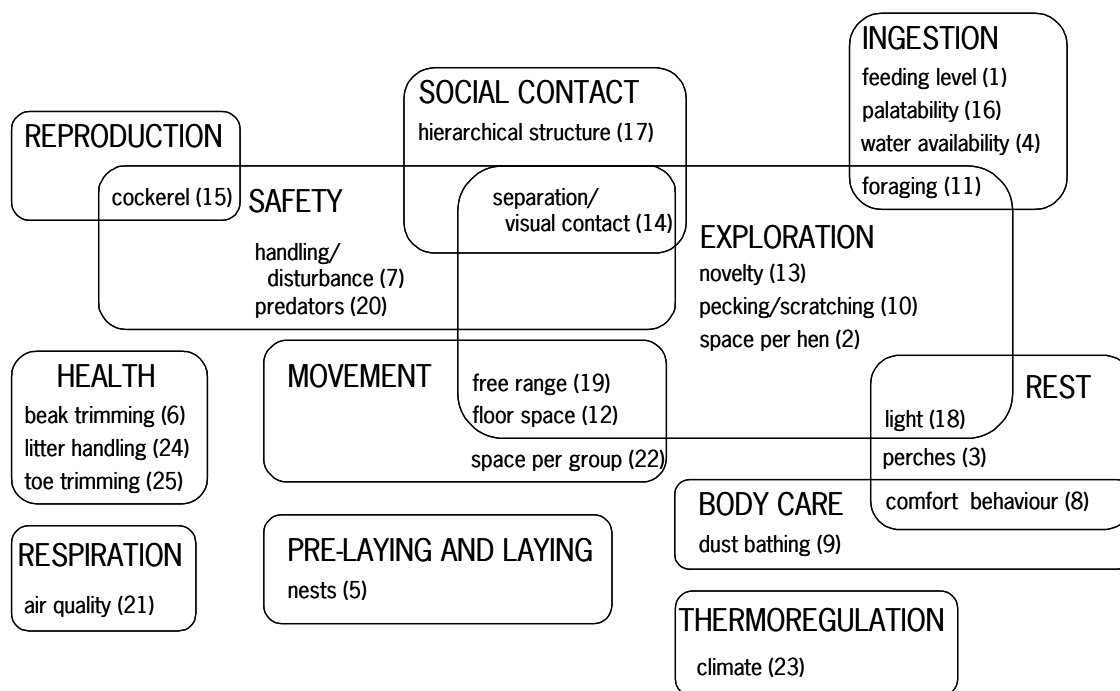 INGESTION
feeding level (1)
palatability (16)
water availability (4)
foraging (11)
SOCIAL CONTACT
hierarchical structure (17)
separation/
visual contact (14)
REPRODUCTION
cockerel (15)
SAFETY
handling/
disturbance (7)
predators (20)
EXPLORATION
novelty (13)
pecking/scratching (10)
space per hen (2)
HEALTH
beak trimming (6)
litter handling (24)
toe trimming (25)
MOVEMENT
free range (19)
floor space (12)
space per group (22)
REST
light (18)
perches (3)
comfort behaviour (8)
BODY CARE
dust bathing (9)
RESPIRATION
air quality (21)
PRE-LAYING AND LAYING
nests (5)
THERMOREGULATION
climate (23)